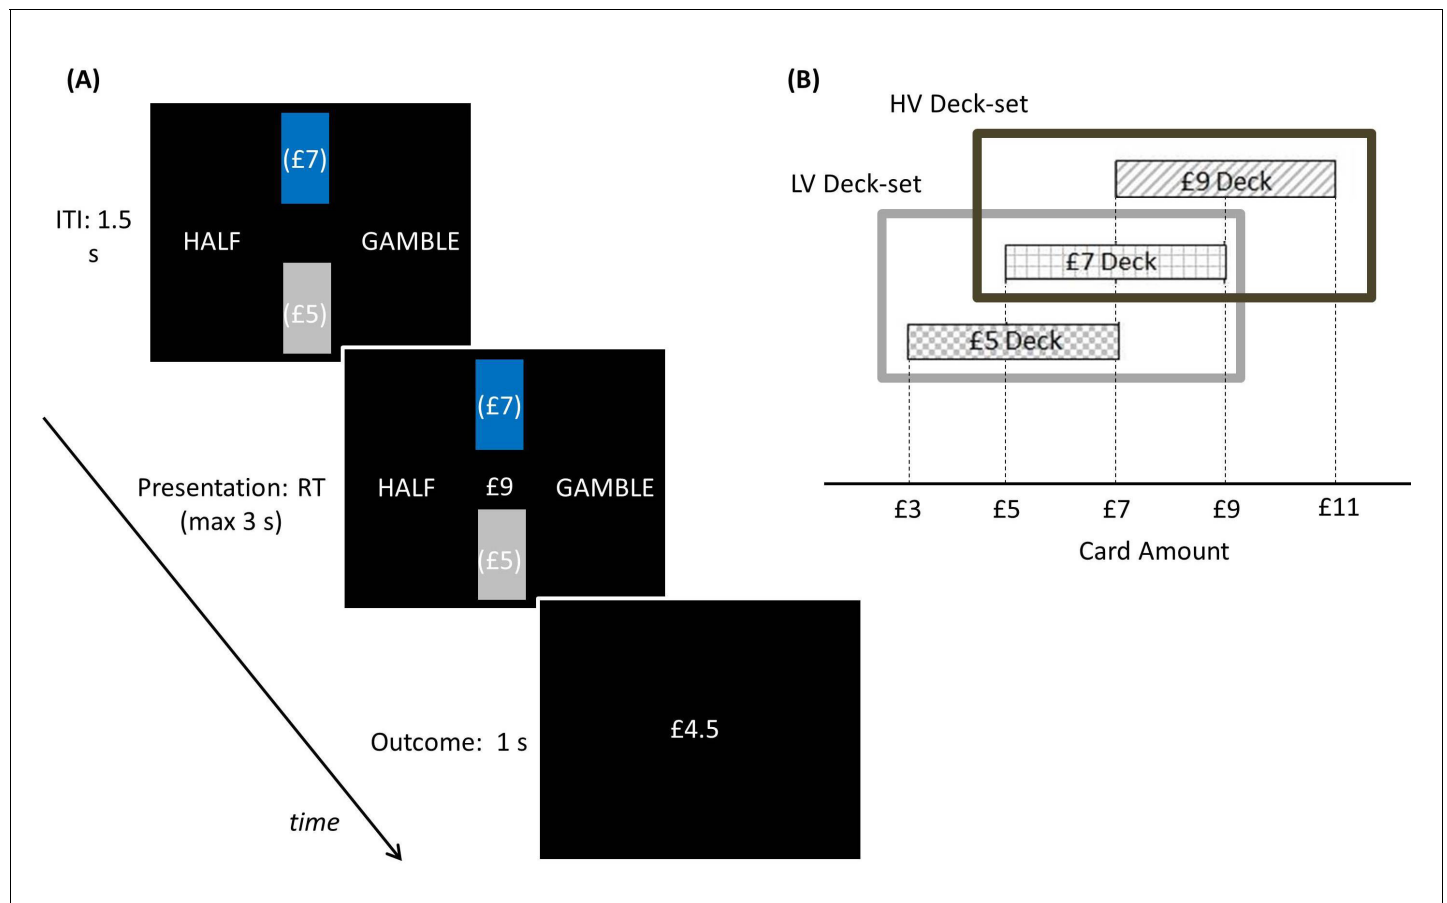 (A)
(£7)
ITI: 1.5
s
HALF
GAMBLE
(£5)
(£7)
Presentation: RT
(max 3 s)
HALF
£9
GAMBLE
(£5)
Outcome: 1 s
£4.5
time
(B)
HV Deck-set
LV Deck-set
£9 Deck
£7 Deck
£5 Deck
£3
£5
£7
£9
£11
Card Amount